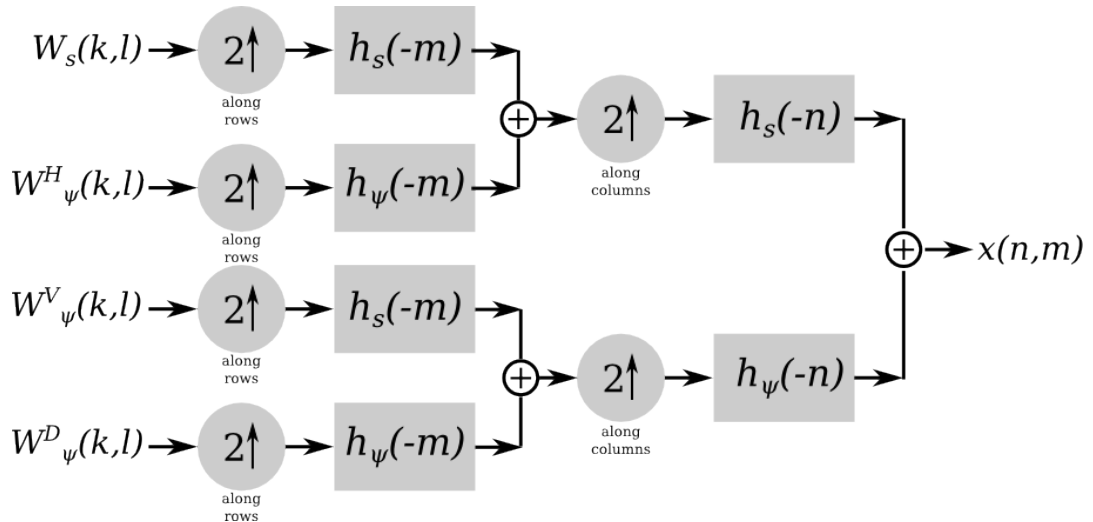 W_s(k,l)
2↑
along
rows
h_s(-m)
+
2↑
along
columns
h_s(-n)
W^H_ψ(k,l)
2↑
along
rows
h_ψ(-m)
+
x(n,m)
W^V_ψ(k,l)
2↑
along
rows
h_s(-m)
+
2↑
along
columns
h_ψ(-n)
W^D_ψ(k,l)
2↑
along
rows
h_ψ(-m)